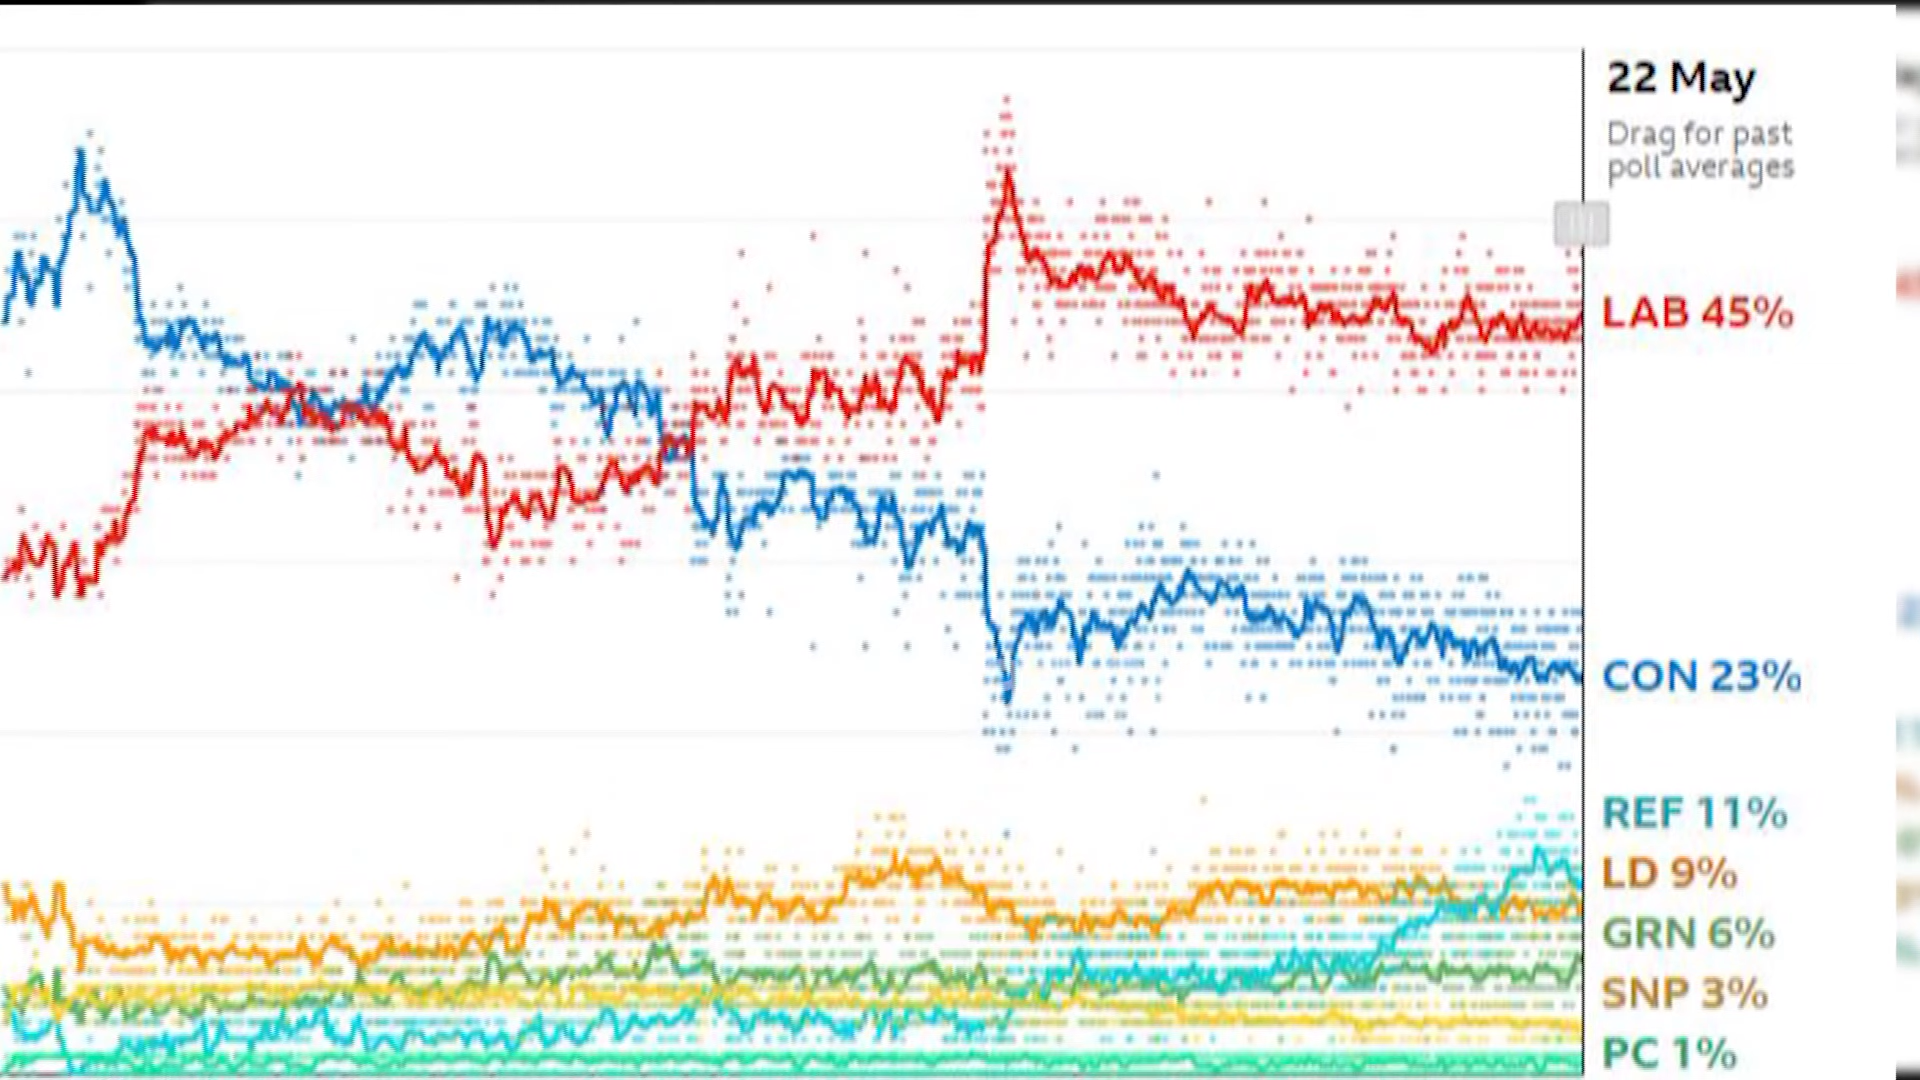 22 May
Drag for past
poll averages
LAB 45%
CON 23%
REF 11%
LD 9%
GRN 6%
SNP 3%
PC 1%